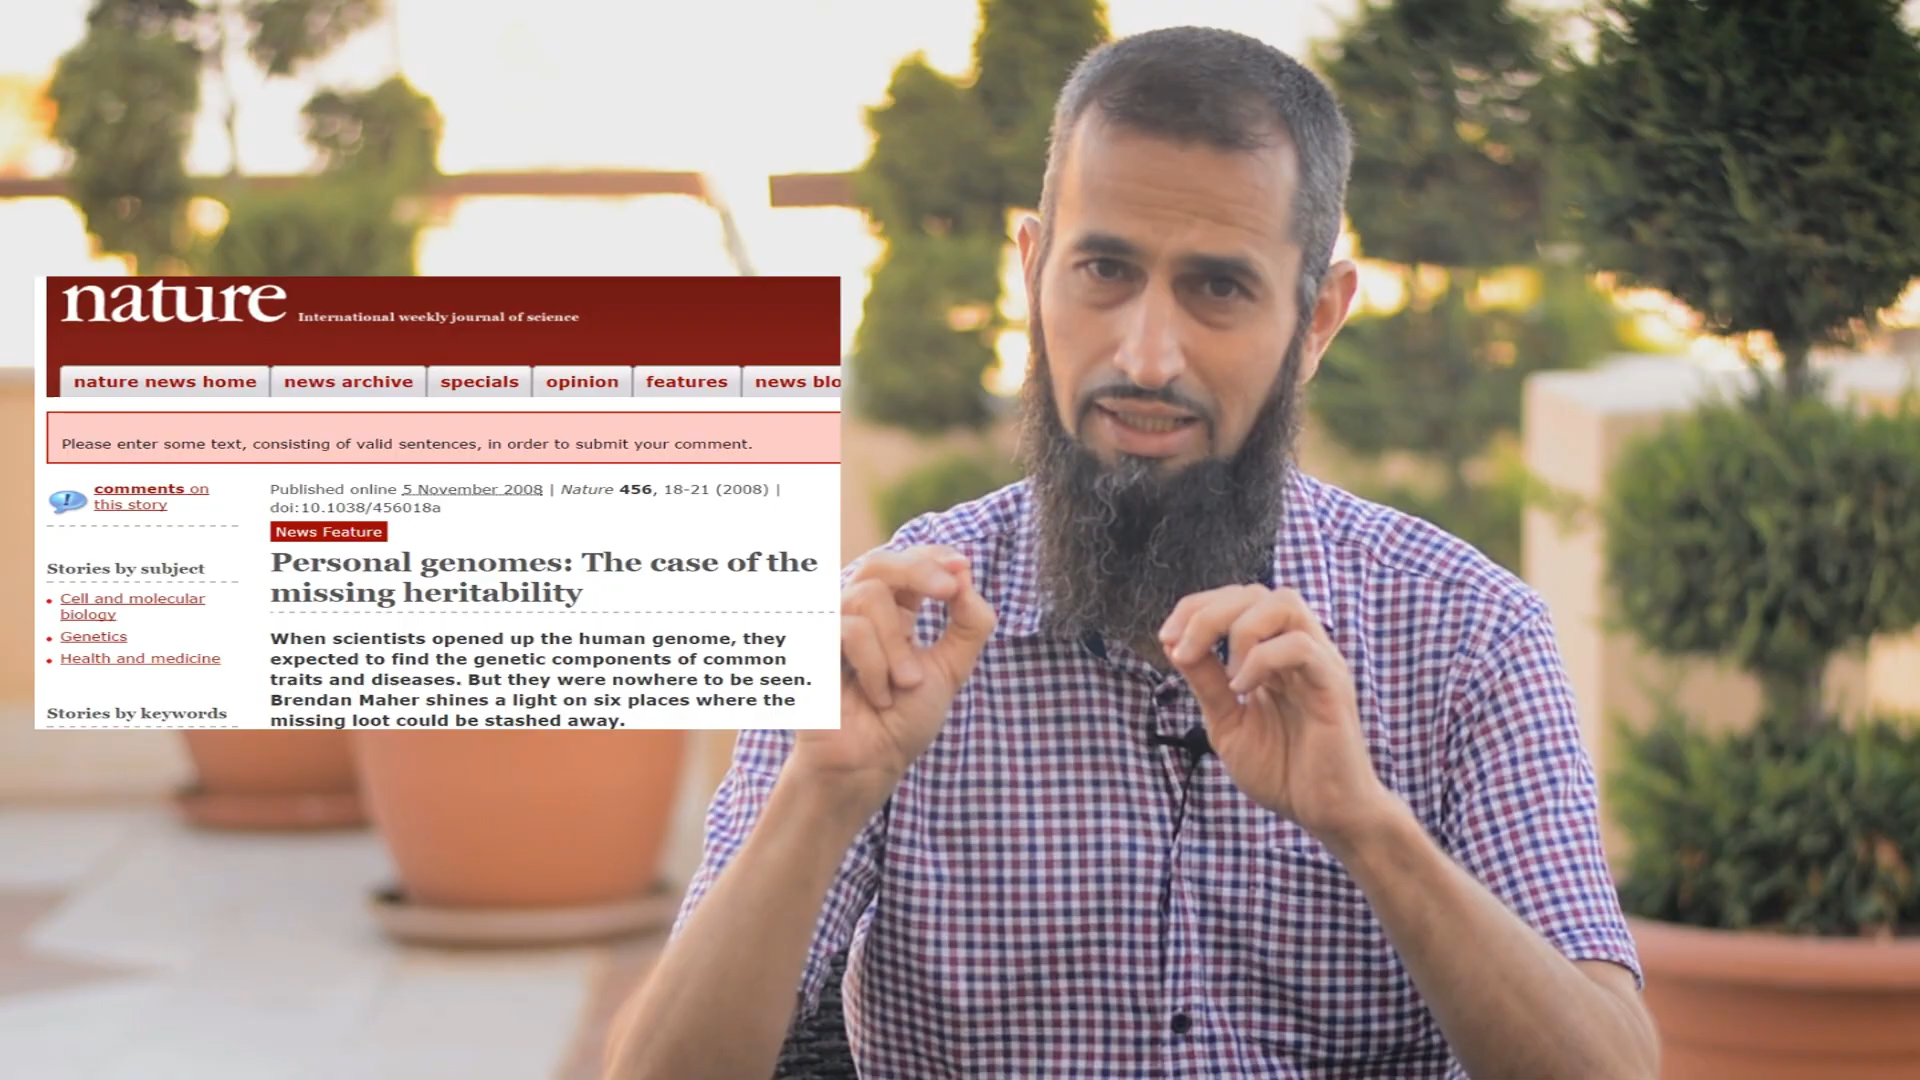 nature International weekly journal of science
nature news home news archive specials opinion features news blo
Please enter some text, consisting of valid sentences, in order to submit your comment.
comments on
this story
Published online 5 November 2008 | Nature 456, 18-21 (2008) |
doi:10.1038/456018a
News Feature
Personal genomes: The case of the
missing heritability
When scientists opened up the human genome, they
expected to find the genetic components of common
traits and diseases. But they were nowhere to be seen.
Brendan Maher shines a light on six places where the
missing loot could be stashed away.
Stories by subject
Cell and molecular
biology
Genetics
Health and medicine
Stories by keywords